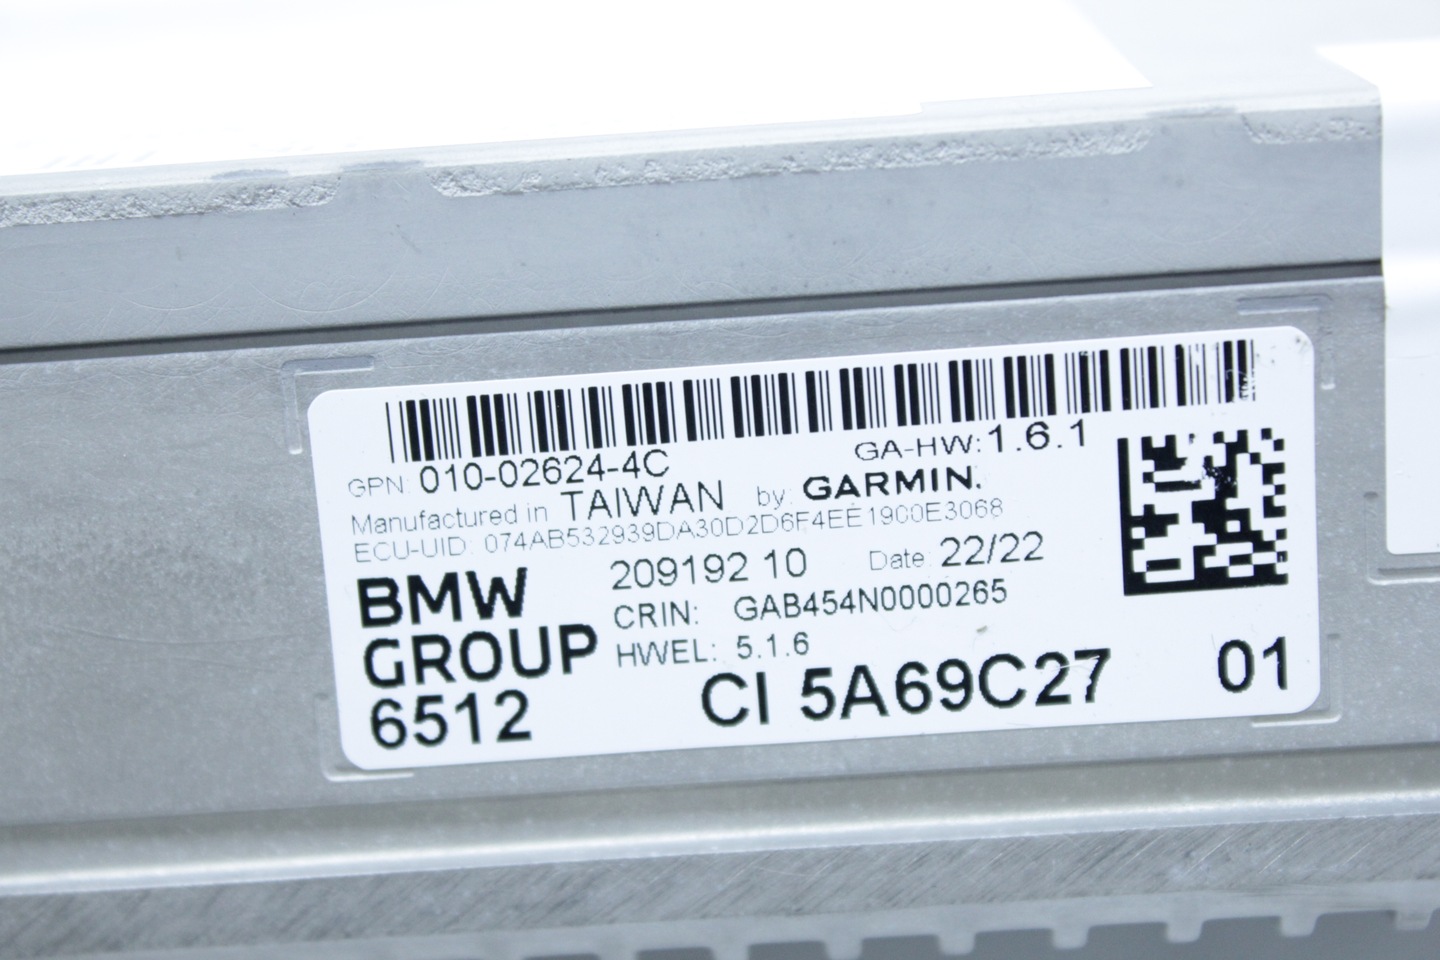 GPN: 010-02624-4C GA-HW: 1.6.1
Manufactured in TAIWAN by: GARMIN.
ECU-UID: 074AB532939DA30D2D6F4EE1900E3068
BMW GROUP 209192 10 Date: 22/22
CRIN: GAB454N0000265
HWEL: 5.1.6
6512 CI 5A69C27 01